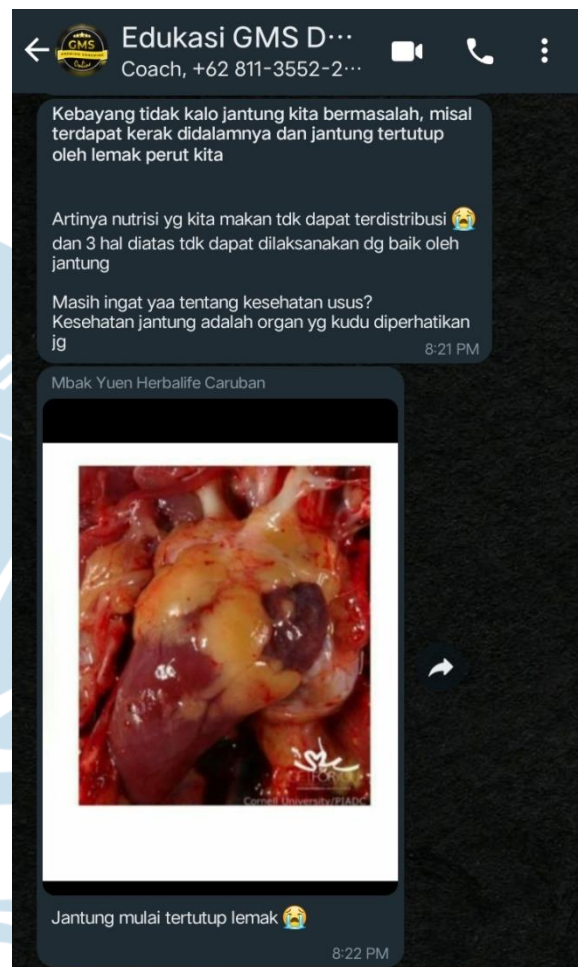 GMS
Online
Edukasi GMS D···
Coach, +62 811-3552-2···
Kebayang tidak kalo jantung kita bermasalah, misal
terdapat kerak didalamnya dan jantung tertutup
oleh lemak perut kita
Artinya nutrisi yg kita makan tdk dapat terdistribusi 😭
dan 3 hal diatas tdk dapat dilaksanakan dg baik oleh
jantung
Masih ingat yaa tentang kesehatan usus?
Kesehatan jantung adalah organ yg kudu diperhatikan
jg
8:21 PM
Mbak Yuen Herbalife Caruban
Cornell University/PIADC
Jantung mulai tertutup lemak 😭
8:22 PM